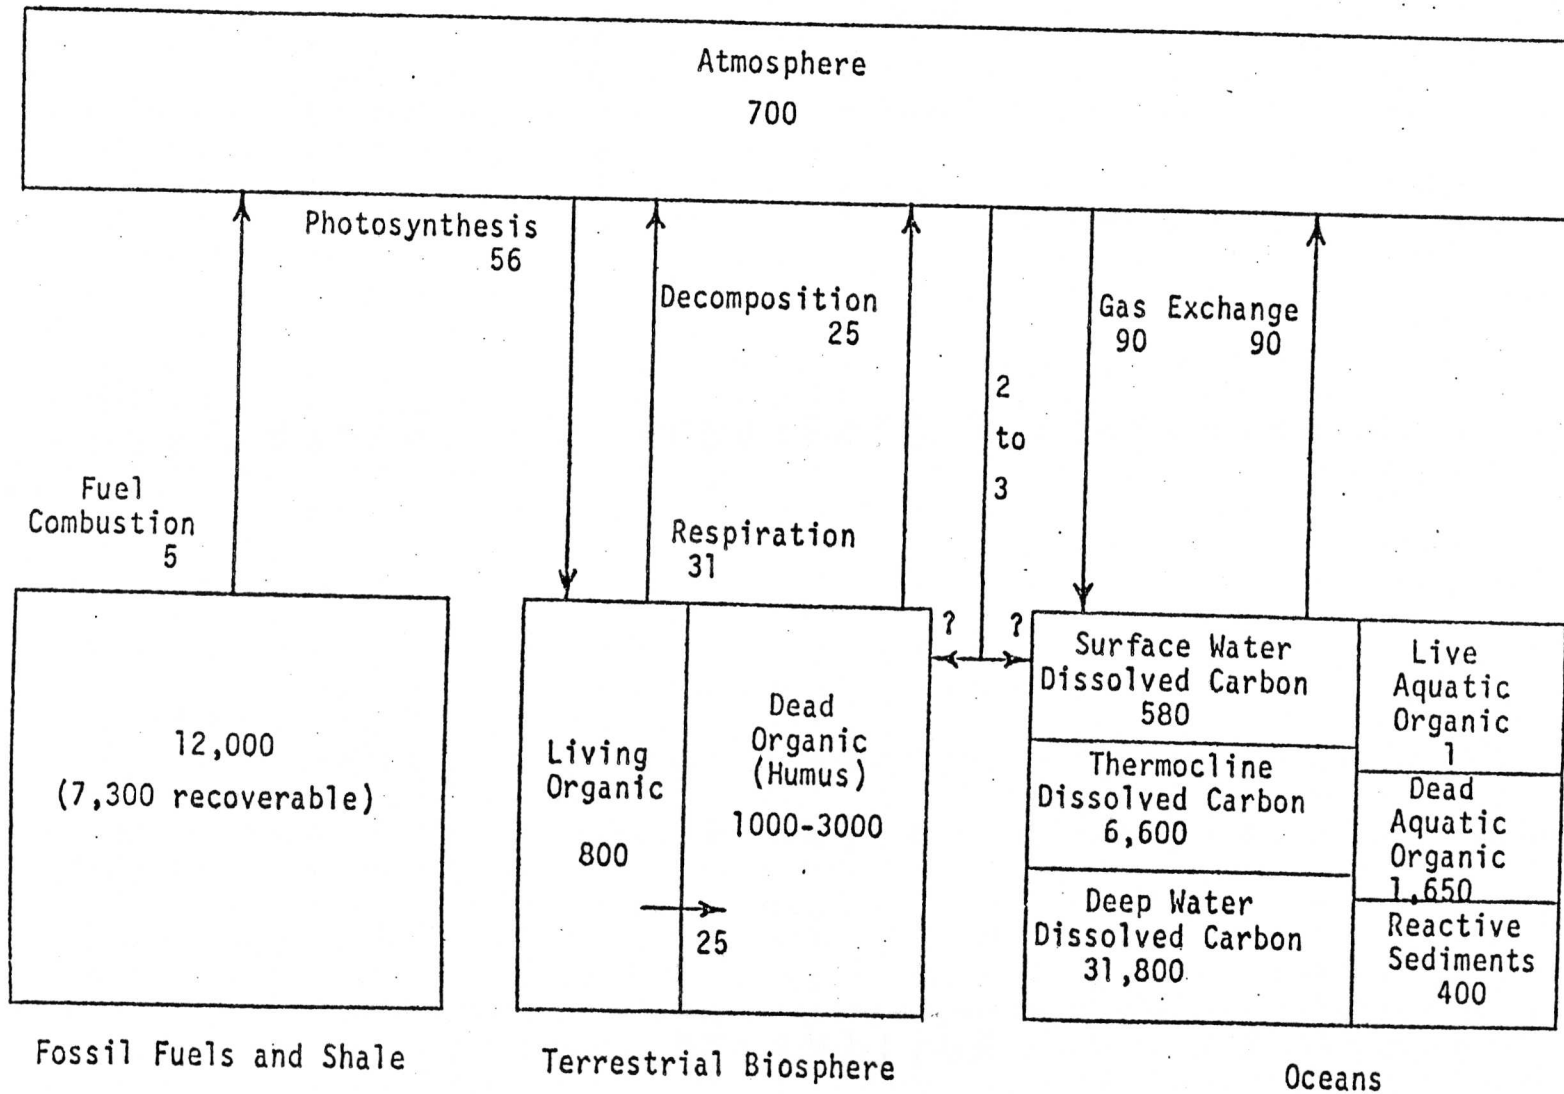 Atmosphere
700
Photosynthesis
56
Decomposition
25
Gas Exchange
90 90
2
to
3
Fuel
Combustion
5
Respiration
31
? ?
12,000
(7,300 recoverable)
Living
Organic
800
Dead
Organic
(Humus)
1000-3000
25
Surface Water
Dissolved Carbon
580
Thermocline
Dissolved Carbon
6,600
Deep Water
Dissolved Carbon
31,800
Live
Aquatic
Organic
1
Dead
Aquatic
Organic
1,650
Reactive
Sediments
400
Fossil Fuels and Shale
Terrestrial Biosphere
Oceans